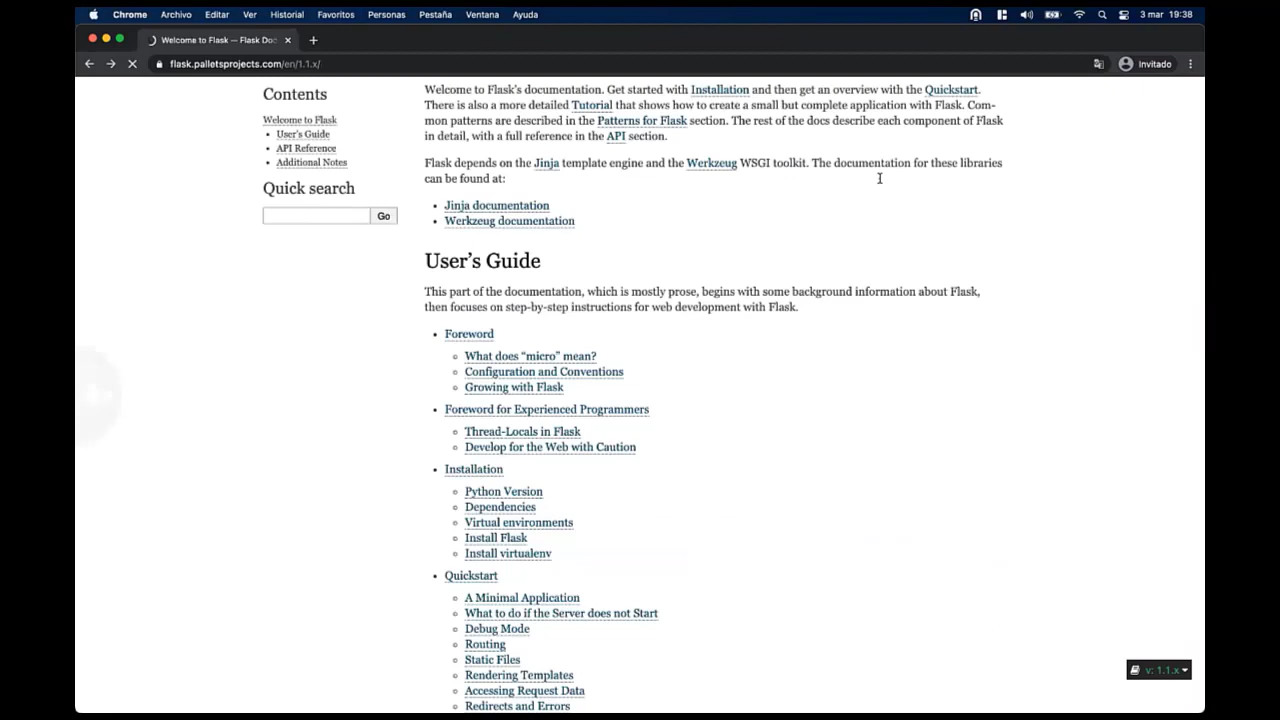 Chrome Archivo Editar Ver Historial Favoritos Personas Pestaña Ventana Ayuda 3 mar 19:38
Welcome to Flask — Flask Doc
flask.palletsprojects.com/en/1.1.x/ Invitado
Contents
Welcome to Flask
User's Guide
API Reference
Additional Notes
Quick search
Go
Welcome to Flask's documentation. Get started with Installation and then get an overview with the Quickstart.
There is also a more detailed Tutorial that shows how to create a small but complete application with Flask. Com-
mon patterns are described in the Patterns for Flask section. The rest of the docs describe each component of Flask
in detail, with a full reference in the API section.
Flask depends on the Jinja template engine and the Werkzeug WSGI toolkit. The documentation for these libraries
can be found at:
• Jinja documentation
• Werkzeug documentation
User's Guide
This part of the documentation, which is mostly prose, begins with some background information about Flask,
then focuses on step-by-step instructions for web development with Flask.
• Foreword
What does “micro” mean?
Configuration and Conventions
Growing with Flask
• Foreword for Experienced Programmers
Thread-Locals in Flask
Develop for the Web with Caution
• Installation
Python Version
Dependencies
Virtual environments
Install Flask
Install virtualenv
• Quickstart
A Minimal Application
What to do if the Server does not Start
Debug Mode
Routing
Static Files
Rendering Templates
Accessing Request Data
Redirects and Errors
v: 1.1.x